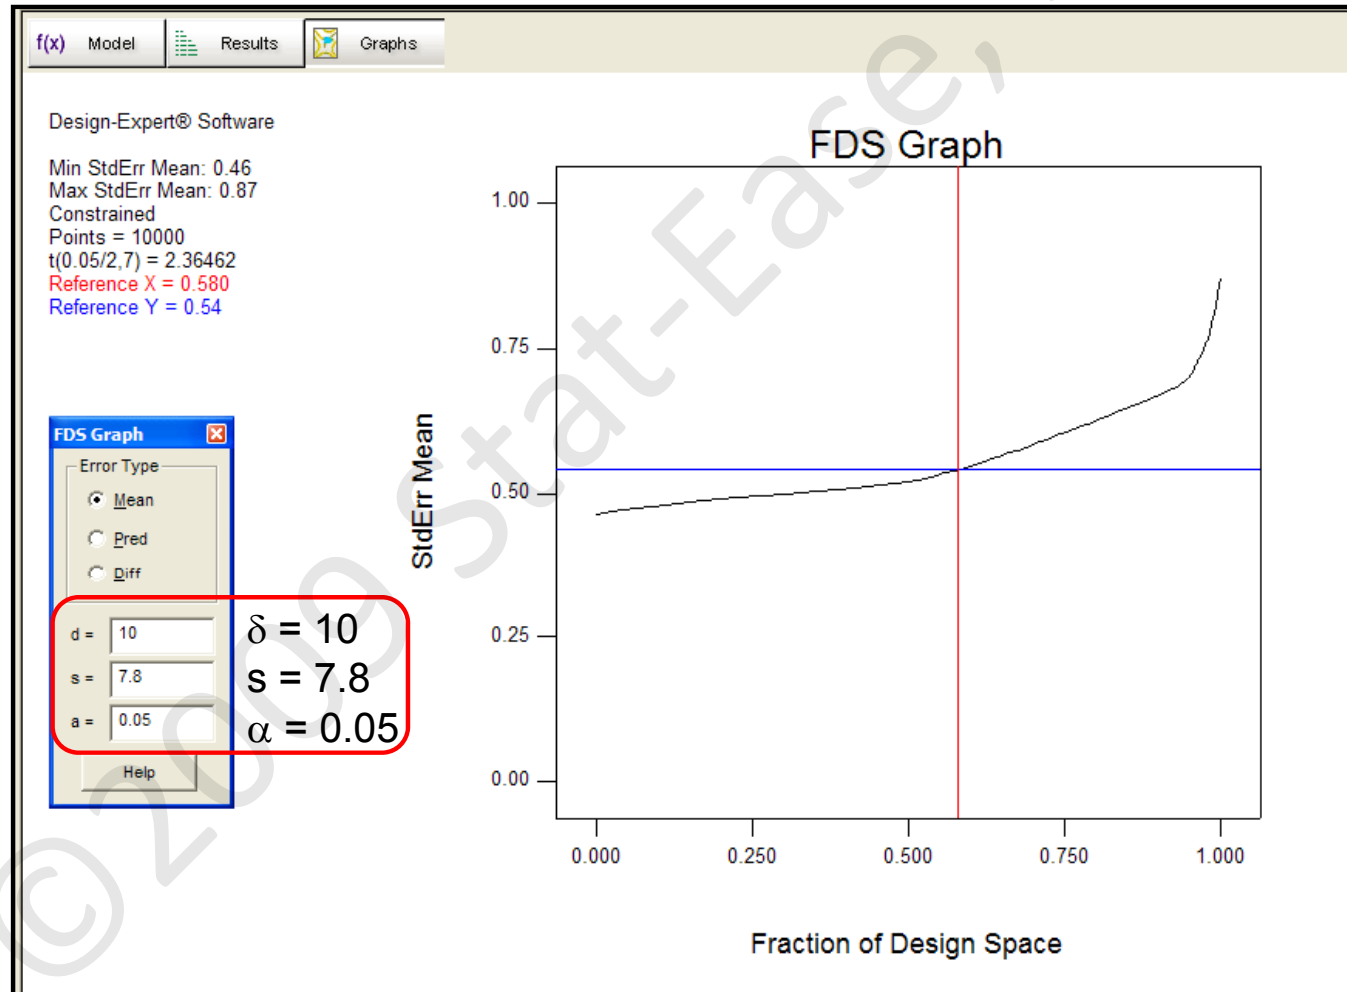 f(x) Model Results Graphs
Design-Expert® Software
Min StdErr Mean: 0.46
Max StdErr Mean: 0.87
Constrained
Points = 10000
t(0.05/2,7) = 2.36462
Reference X = 0.580
Reference Y = 0.54
FDS Graph
Error Type
Mean
Pred
Diff
d = 10
s = 7.8
a = 0.05
Help
δ = 10
s = 7.8
α = 0.05
FDS Graph
StdErr Mean
1.00
0.75
0.50
0.25
0.00
0.000 0.250 0.500 0.750 1.000
Fraction of Design Space
©2009 Stat-Ease,